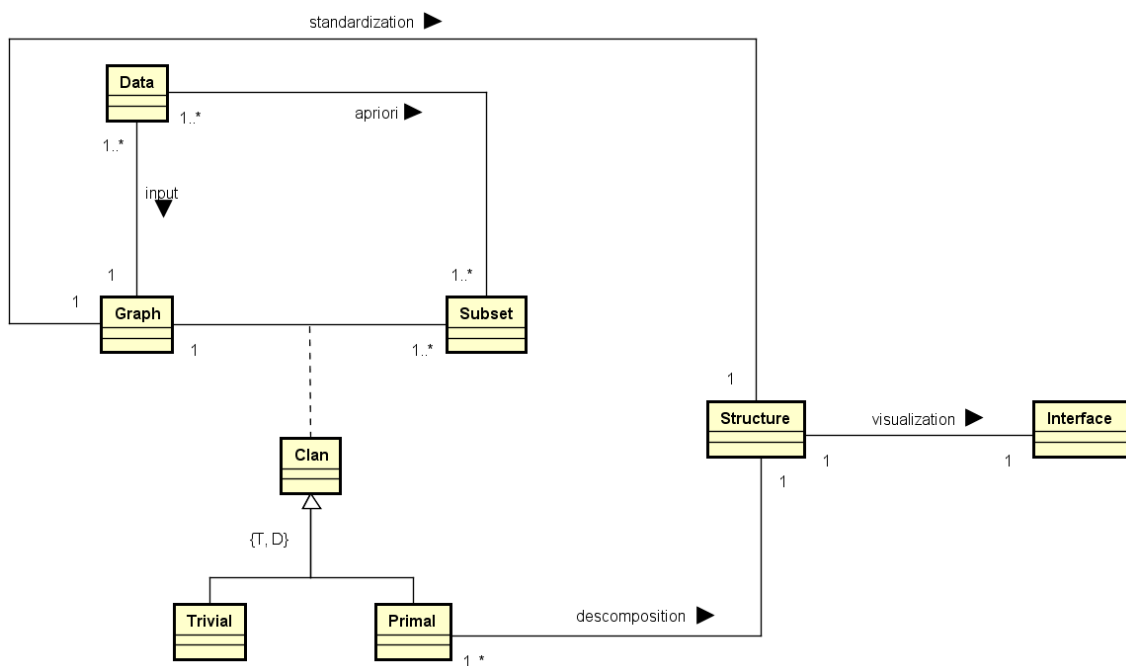 standardization
Data
1..*
apriori
1..*
input
1
1..*
1
Graph
Subset
1
1..*
1
Structure
visualization
Interface
1
1
Clan
1
{T, D}
Trivial
Primal
descomposition
1..*